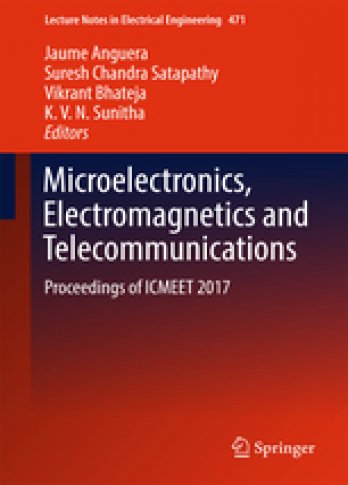 Lecture Notes in Electrical Engineering 471
Jaume Anguera
Suresh Chandra Satapathy
Vikrant Bhateja
K. V. N. Sunitha
Editors
Microelectronics,
Electromagnetics and
Telecommunications
Proceedings of ICMEET 2017
Springer